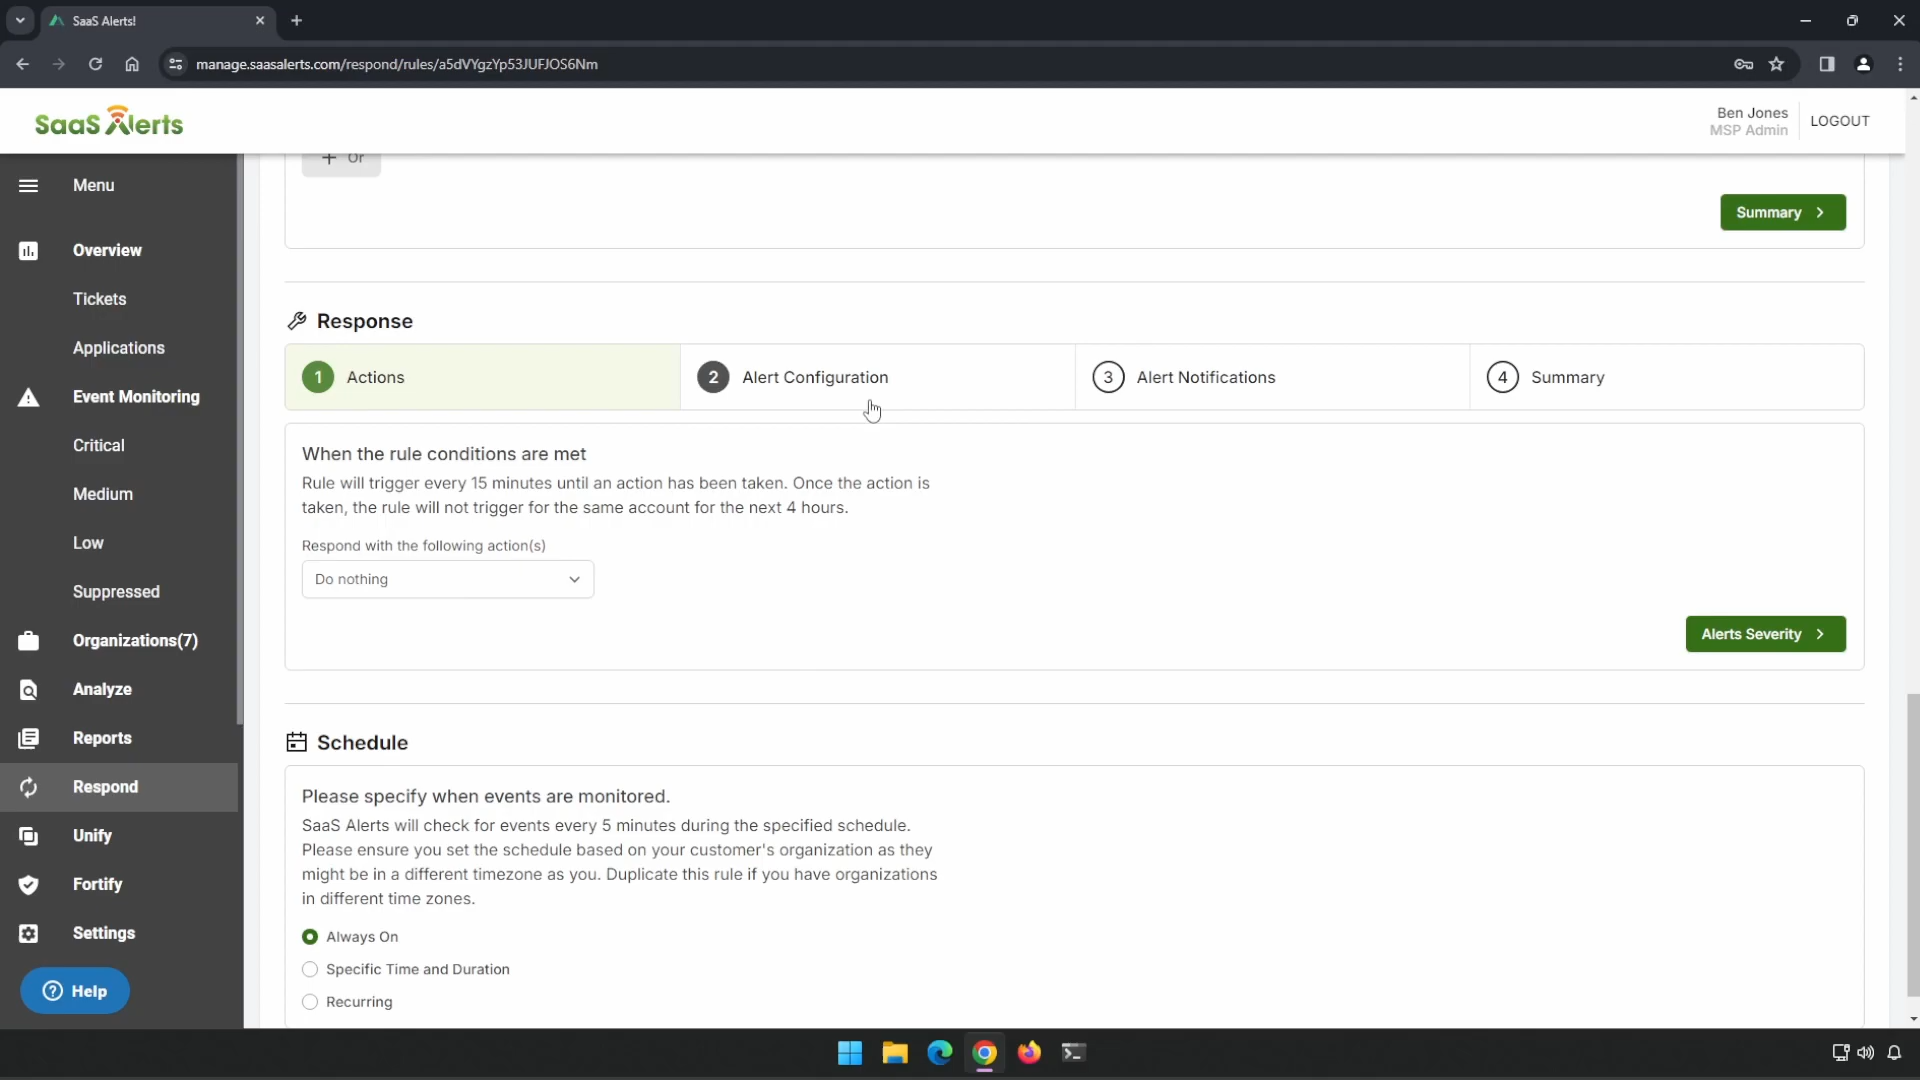 SaaS Alerts!
manage.saasalerts.com/respond/rules/a5dVYgzYp53JUFJOS6Nm
SaaS Alerts
Ben Jones
MSP Admin
LOGOUT
Menu
Overview
Tickets
Applications
Event Monitoring
Critical
Medium
Low
Suppressed
Organizations(7)
Analyze
Reports
Respond
Unify
Fortify
Settings
Help
+ Or
Summary
Response
1 Actions
2 Alert Configuration
3 Alert Notifications
4 Summary
When the rule conditions are met
Rule will trigger every 15 minutes until an action has been taken. Once the action is
taken, the rule will not trigger for the same account for the next 4 hours.
Respond with the following action(s)
Do nothing
Alerts Severity
Schedule
Please specify when events are monitored.
SaaS Alerts will check for events every 5 minutes during the specified schedule.
Please ensure you set the schedule based on your customer's organization as they
might be in a different timezone as you. Duplicate this rule if you have organizations
in different time zones.
Always On
Specific Time and Duration
Recurring